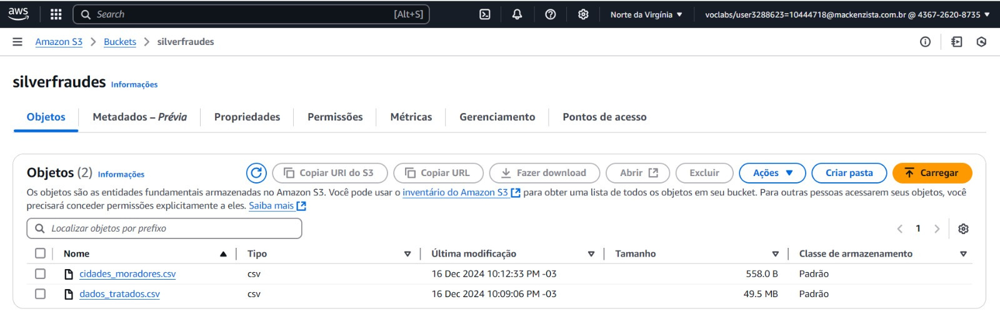 aws Search [Alt+S] Norte da Virgínia voclabs/user3288623=10444718@mackenzista.com.br @ 4367-2620-8735
Amazon S3 Buckets silverfraudes
silverfraudes Informações
Objetos Metadados – Prévia Propriedades Permissões Métricas Gerenciamento Pontos de acesso
Objetos (2) Informações Copiar URI do S3 Copiar URL Fazer download Abrir Excluir Ações Criar pasta Carregar
Os objetos são as entidades fundamentais armazenadas no Amazon S3. Você pode usar o inventário do Amazon S3 para obter uma lista de todos os objetos em seu bucket. Para outras pessoas acessarem seus objetos, você
precisará conceder permissões explicitamente a eles. Saiba mais
Localizar objetos por prefixo 1
Nome Tipo Última modificação Tamanho Classe de armazenamento
cidades_moradores.csv csv 16 Dec 2024 10:12:33 PM -03 558.0 B Padrão
dados_tratados.csv csv 16 Dec 2024 10:09:06 PM -03 49.5 MB Padrão